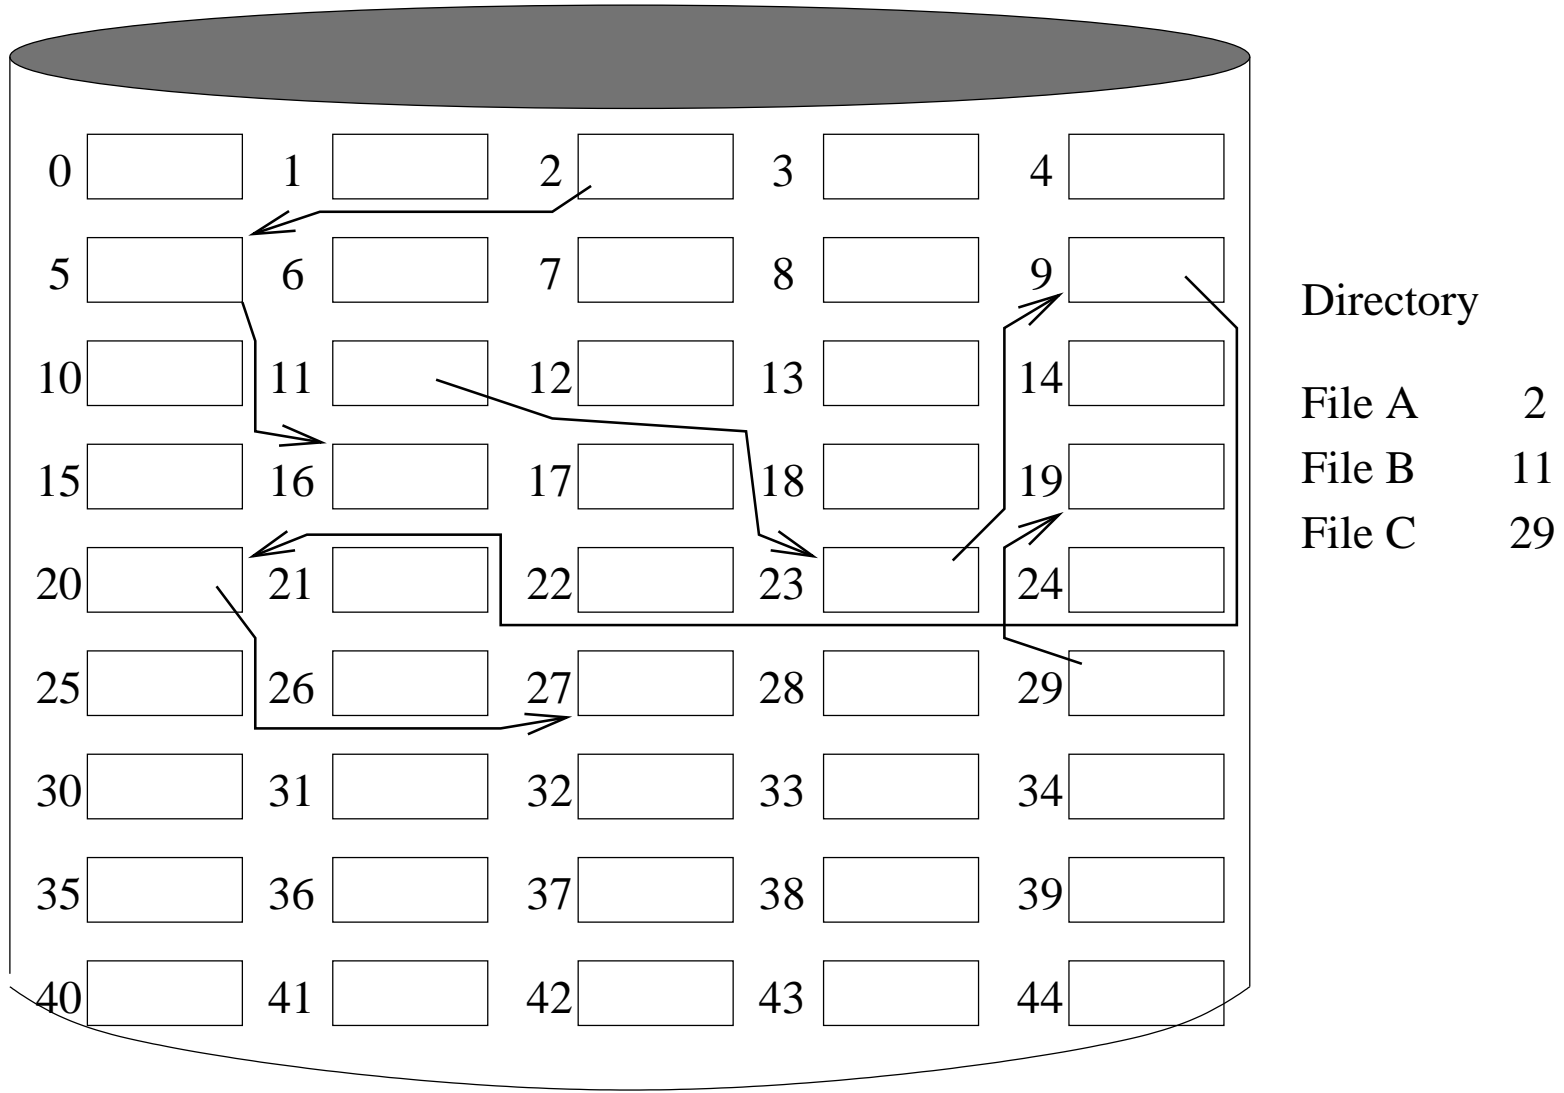 0 1 2 3 4
5 6 7 8 9
10 11 12 13 14
15 16 17 18 19
20 21 22 23 24
25 26 27 28 29
30 31 32 33 34
35 36 37 38 39
40 41 42 43 44
Directory
File A 2
File B 11
File C 29